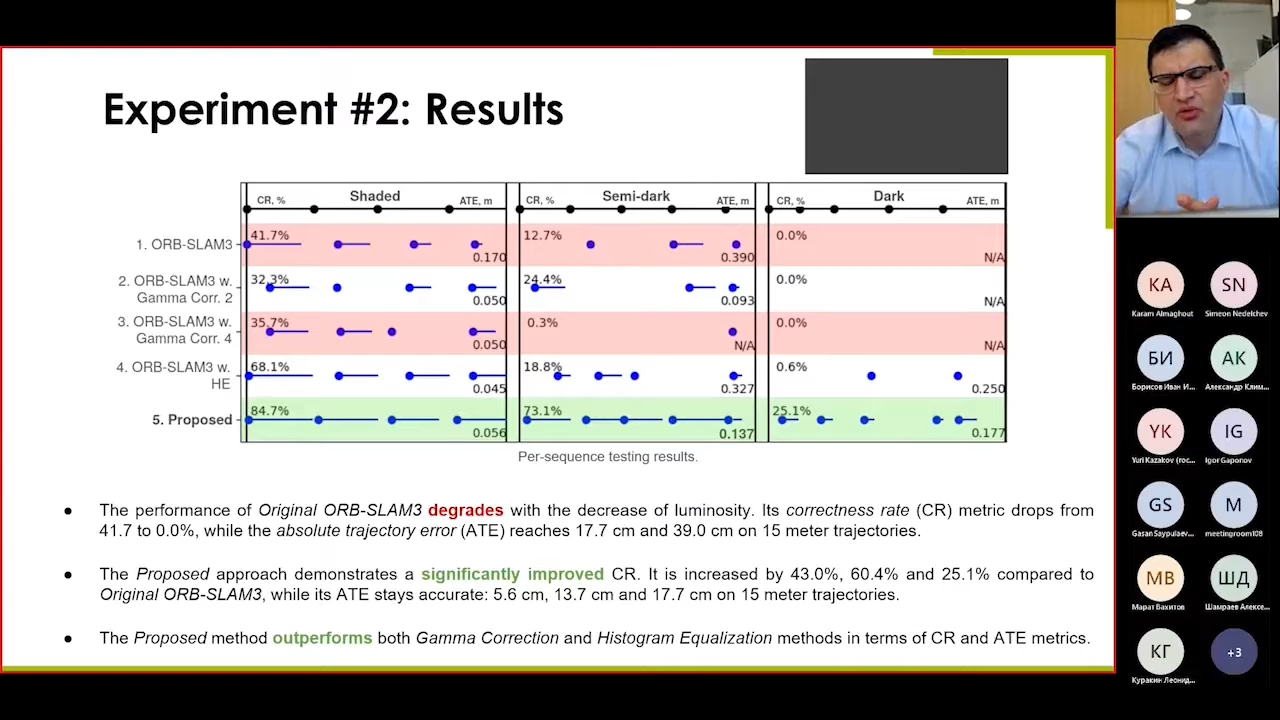 Experiment #2: Results
CR, % Shaded ATE, m CR, % Semi-dark ATE, m CR, % Dark ATE, m
1. ORB-SLAM3 41.7% 0.170 12.7% 0.390 0.0% N/A
2. ORB-SLAM3 w.
Gamma Corr. 2 32.3% 0.050 24.4% 0.093 0.0% N/A
3. ORB-SLAM3 w.
Gamma Corr. 4 35.7% 0.050 0.3% N/A 0.0% N/A
4. ORB-SLAM3 w.
HE 68.1% 0.045 18.8% 0.327 0.6% 0.250
5. Proposed 84.7% 0.056 73.1% 0.137 25.1% 0.177
Per-sequence testing results.
● The performance of Original ORB-SLAM3 degrades with the decrease of luminosity. Its correctness rate (CR) metric drops from
41.7 to 0.0%, while the absolute trajectory error (ATE) reaches 17.7 cm and 39.0 cm on 15 meter trajectories.
● The Proposed approach demonstrates a significantly improved CR. It is increased by 43.0%, 60.4% and 25.1% compared to
Original ORB-SLAM3, while its ATE stays accurate: 5.6 cm, 13.7 cm and 17.7 cm on 15 meter trajectories.
● The Proposed method outperforms both Gamma Correction and Histogram Equalization methods in terms of CR and ATE metrics.
KA SN
Karam Almaghout Simeon Nedelchev
БИ АК
Борисов Иван И... Александр Клим...
YK IG
Yuri Kazakov (гос... Igor Gaponov
GS M
Gasan Saypulaev... meetingroom108
МВ ШД
Марат Вахитов Шамраев Алексе...
КГ +3
Куракин Леонид...